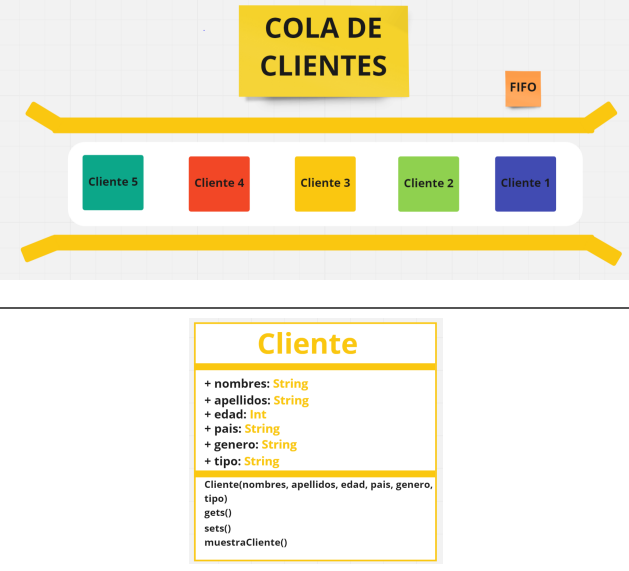 COLA DE
CLIENTES
FIFO
Cliente 5 Cliente 4 Cliente 3 Cliente 2 Cliente 1
Cliente
+ nombres: String
+ apellidos: String
+ edad: Int
+ pais: String
+ genero: String
+ tipo: String
Cliente(nombres, apellidos, edad, pais, genero,
tipo)
gets()
sets()
muestraCliente()